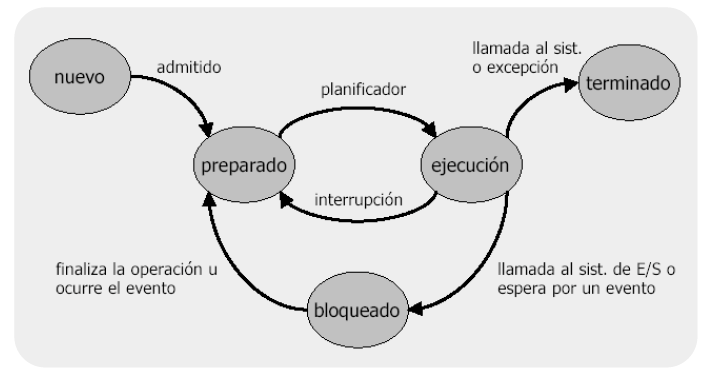 llamada al sist.
o excepción
nuevo
admitido
terminado
planificador
preparado
ejecución
interrupción
finaliza la operación u
ocurre el evento
llamada al sist. de E/S o
espera por un evento
bloqueado